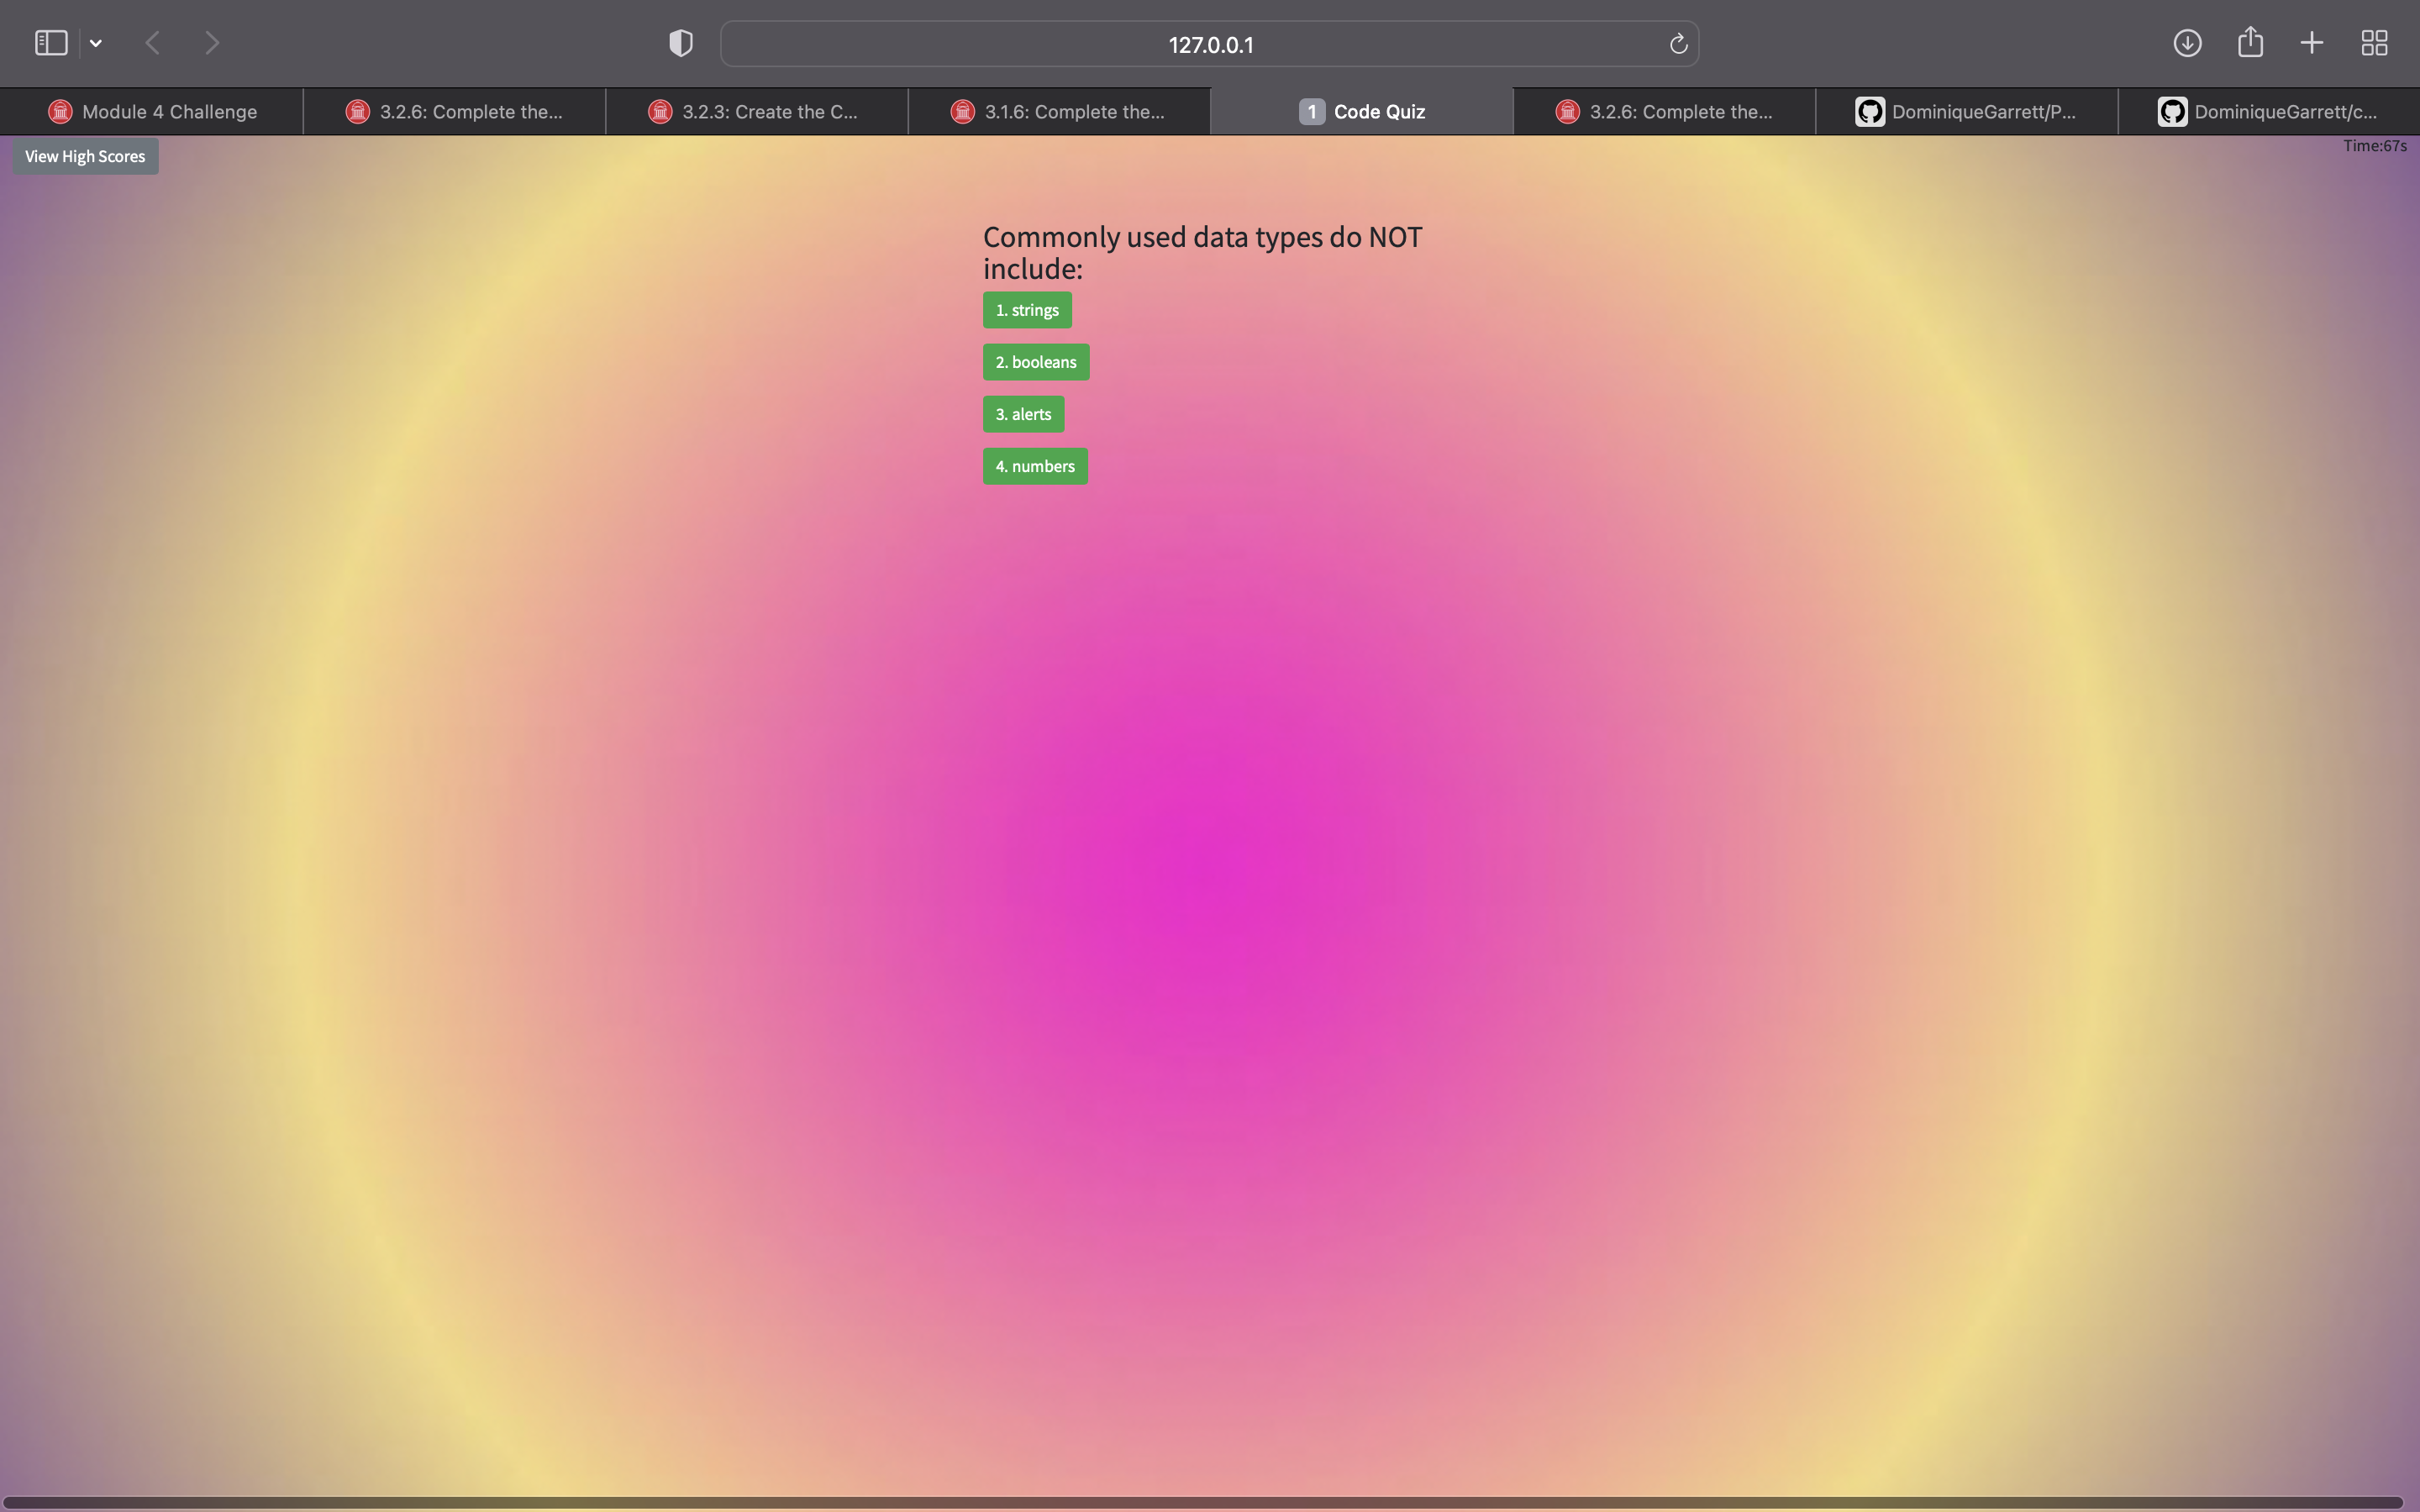 127.0.0.1
Module 4 Challenge
3.2.6: Complete the...
3.2.3: Create the C...
3.1.6: Complete the...
1 Code Quiz
3.2.6: Complete the...
DominiqueGarrett/P...
DominiqueGarrett/c...
View High Scores
Time:67s
Commonly used data types do NOT
include:
1. strings
2. booleans
3. alerts
4. numbers